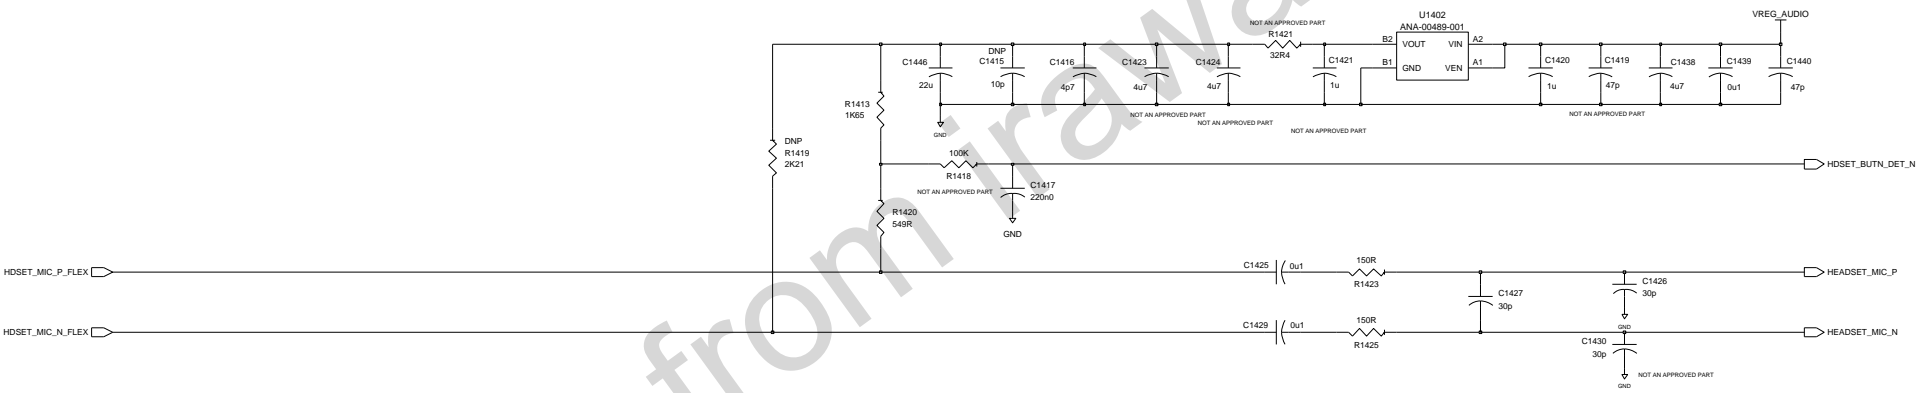 U1402
ANA-00489-001
VREG_AUDIO
NOT AN APPROVED PART
R1421
32R4
B2
VOUT
VIN
A2
B1
GND
VEN
A1
C1446
22u
DNP
C1415
10p
C1416
4p7
C1423
4u7
C1424
4u7
C1421
1u
C1420
1u
C1419
47p
C1438
4u7
C1439
0u1
C1440
47p
R1413
1K65
GND
NOT AN APPROVED PART
NOT AN APPROVED PART
NOT AN APPROVED PART
NOT AN APPROVED PART
DNP
R1419
2K21
100K
R1418
HDSET_BUTN_DET_N
NOT AN APPROVED PART
C1417
220n0
GND
R1420
549R
HDSET_MIC_P_FLEX
C1425
0u1
150R
R1423
HEADSET_MIC_P
C1427
30p
C1426
30p
GND
HDSET_MIC_N_FLEX
C1429
0u1
150R
R1425
HEADSET_MIC_N
C1430
30p
NOT AN APPROVED PART
GND
from irawa